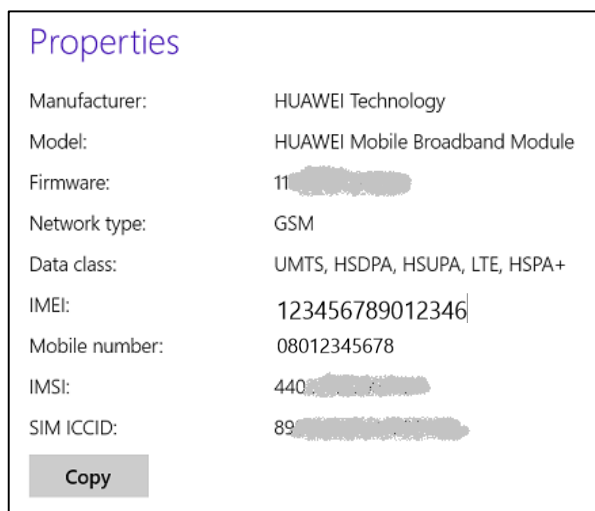 Properties
Manufacturer: HUAWEI Technology
Model: HUAWEI Mobile Broadband Module
Firmware: 11
Network type: GSM
Data class: UMTS, HSDPA, HSUPA, LTE, HSPA+
IMEI: 123456789012346
Mobile number: 08012345678
IMSI: 440
SIM ICCID: 89
Copy